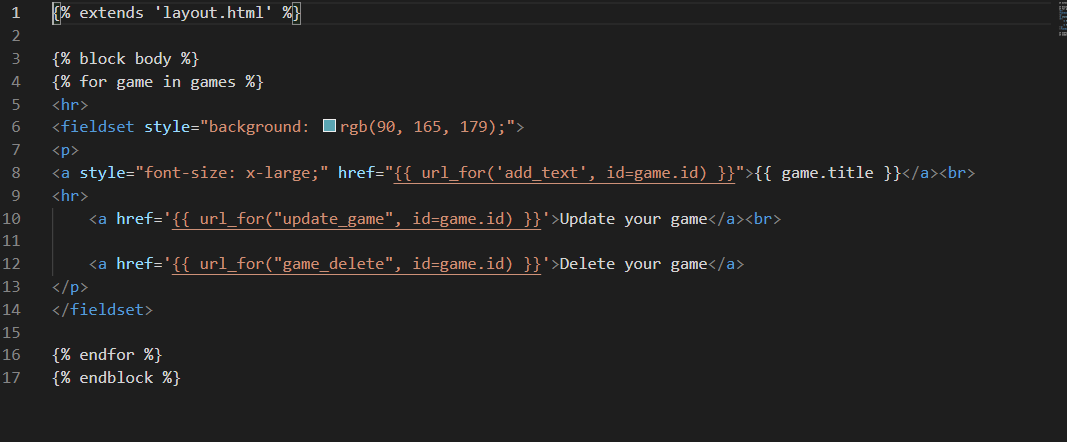 1 {% extends 'layout.html' %}
2
3 {% block body %}
4 {% for game in games %}
5 <hr>
6 <fieldset style="background: rgb(90, 165, 179);">
7 <p>
8 <a style="font-size: x-large;" href="{{ url_for('add_text', id=game.id) }}">{{ game.title }}</a><br>
9 <hr>
10     <a href='{{ url_for("update_game", id=game.id) }}'>Update your game</a><br>
11
12     <a href='{{ url_for("game_delete", id=game.id) }}'>Delete your game</a>
13 </p>
14 </fieldset>
15
16 {% endfor %}
17 {% endblock %}